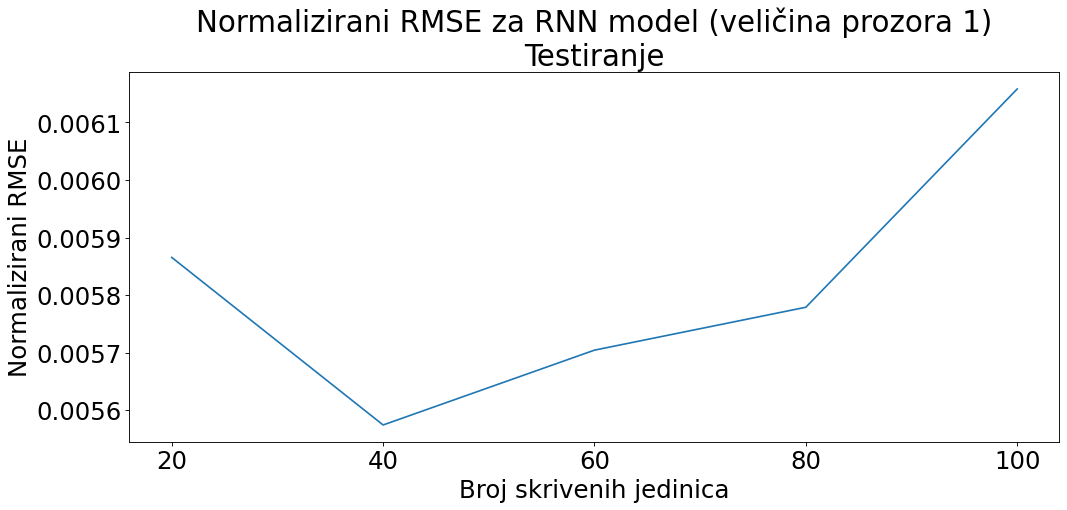 Normalizirani RMSE za RNN model (veličina prozora 1)
Testiranje
Normalizirani RMSE
0.0061
0.0060
0.0059
0.0058
0.0057
0.0056
20 40 60 80 100
Broj skrivenih jedinica